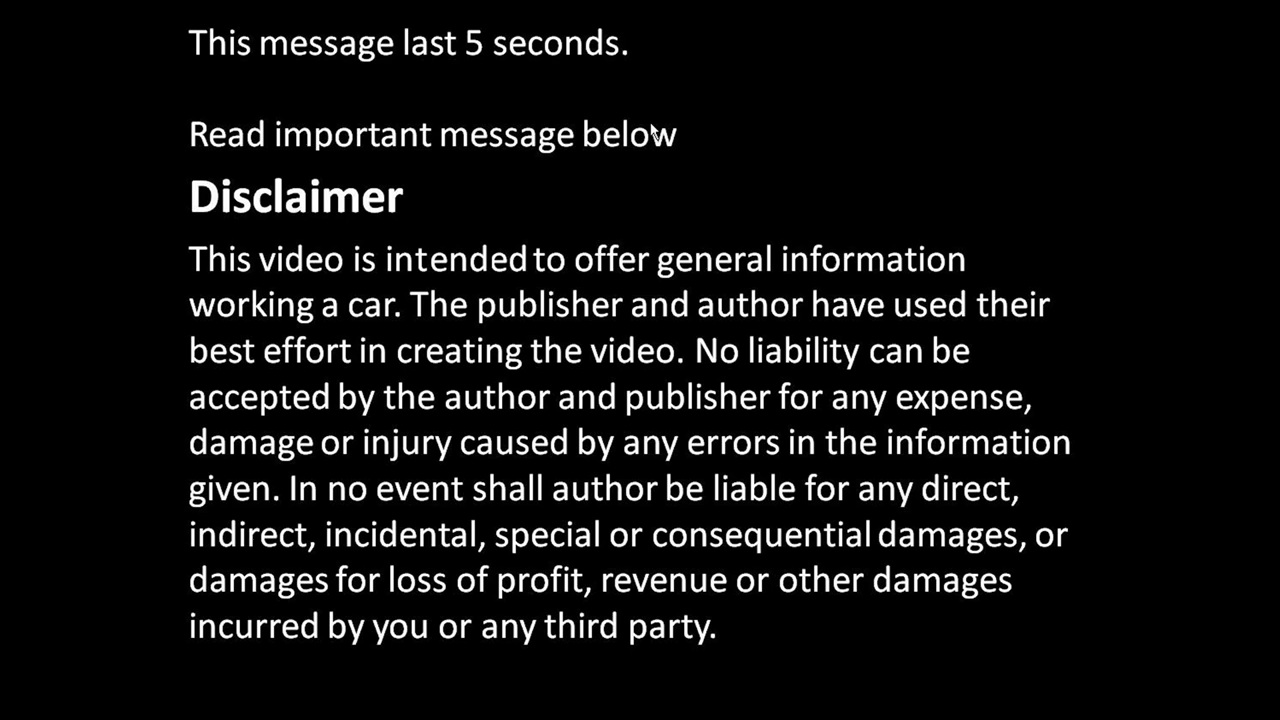 This message last 5 seconds.
Read important message below
Disclaimer
This video is intended to offer general information
working a car. The publisher and author have used their
best effort in creating the video. No liability can be
accepted by the author and publisher for any expense,
damage or injury caused by any errors in the information
given. In no event shall author be liable for any direct,
indirect, incidental, special or consequential damages, or
damages for loss of profit, revenue or other damages
incurred by you or any third party.